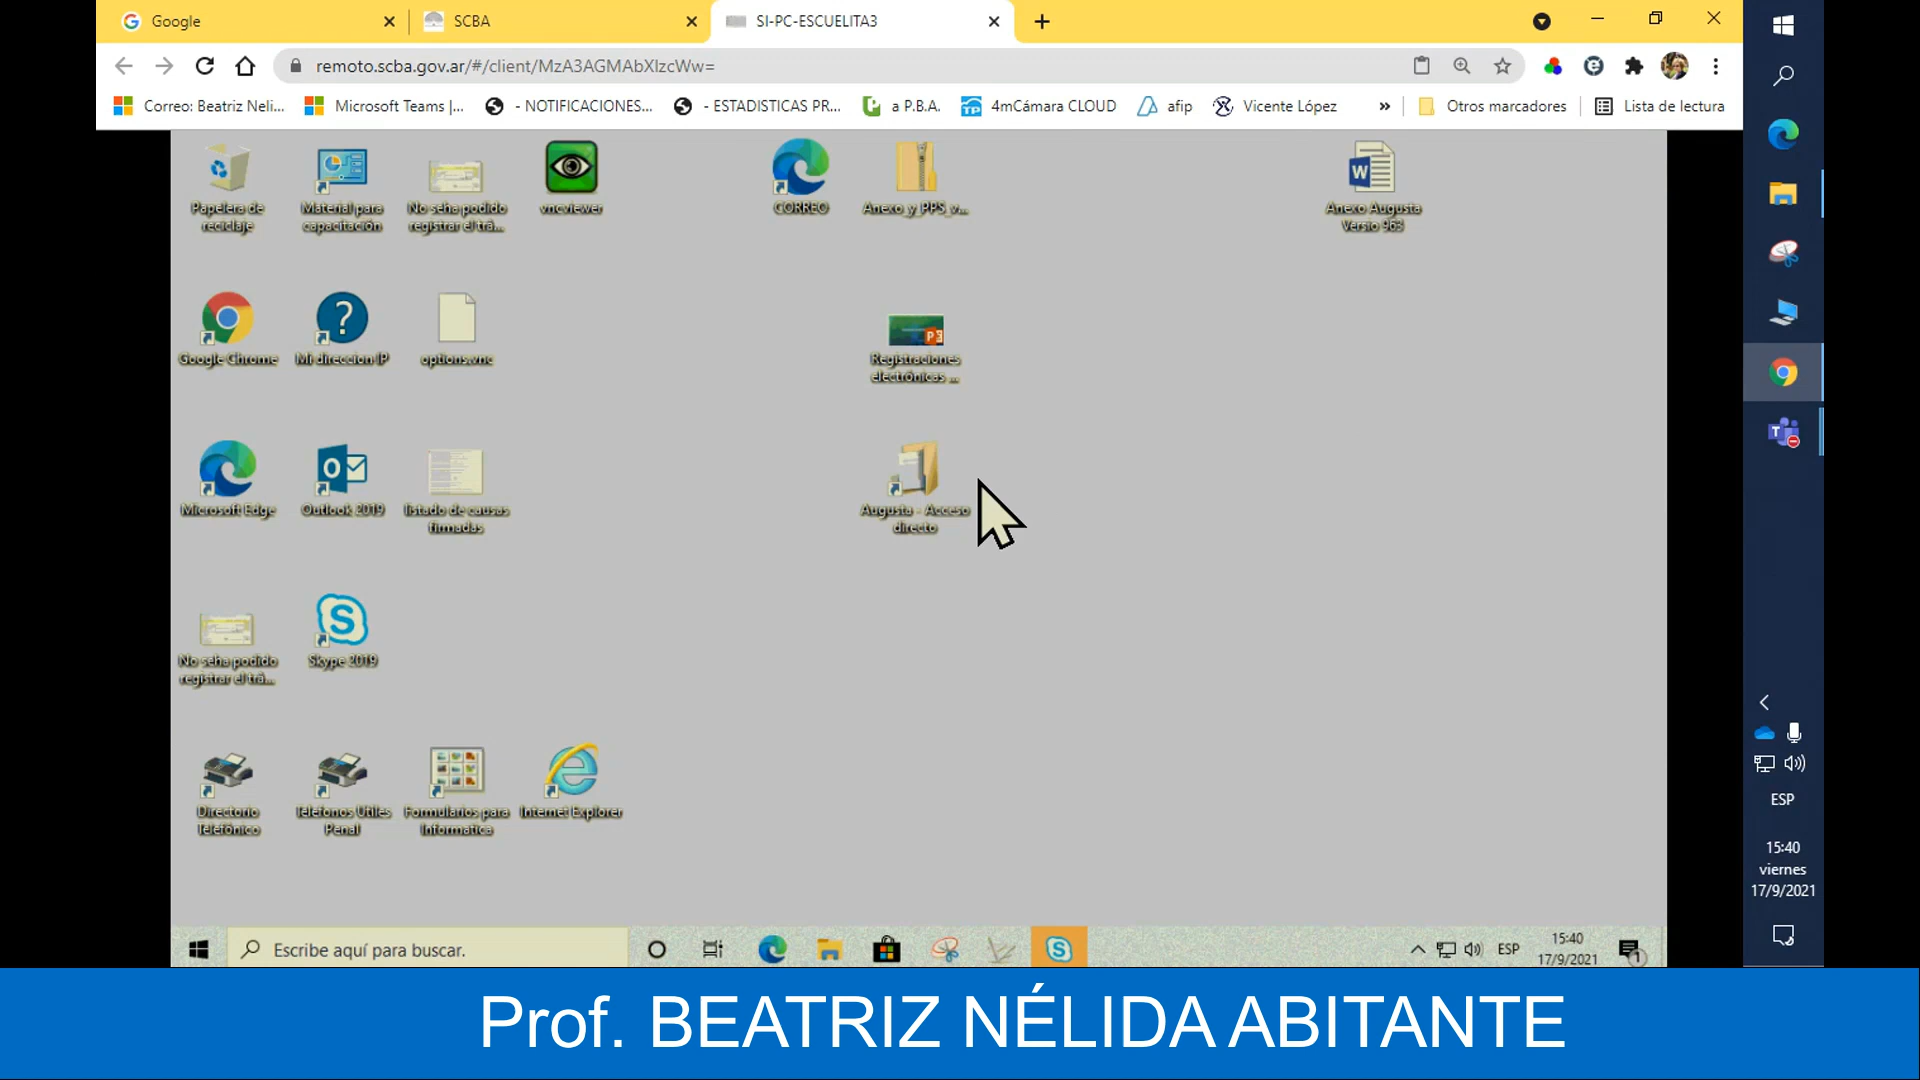 Google
SCBA
SI-PC-ESCUELITA3
remoto.scba.gov.ar/#/client/MzA3AGMAbXlzcWw=
Correo: Beatriz Neli...
Microsoft Teams |...
- NOTIFICACIONES...
- ESTADISTICAS PR...
a P.B.A.
4mCámara CLOUD
afip
Vicente López
»
Otros marcadores
Lista de lectura
Papelera de
reciclaje
Material para
capacitación
No seha podido
registrar el trá...
vncviewer
CORREO
Anexo y PPS_v...
Anexo Augusta
Versio 963
Google Chrome
Mi direccion IP
options.vnc
Registraciones
electrónicas ...
Microsoft Edge
Outlook 2019
listado de causas
firmadas
Augusta - Acceso
directo
No seha podido
registrar el trá...
Skype 2019
Directorio
Telefónico
Telefonos Utiles
Penal
Formularios para
Informatica
Internet Explorer
Escribe aquí para buscar.
ESP
15:40
17/9/2021
ESP
15:40
viernes
17/9/2021
Prof. BEATRIZ NÉLIDA ABITANTE